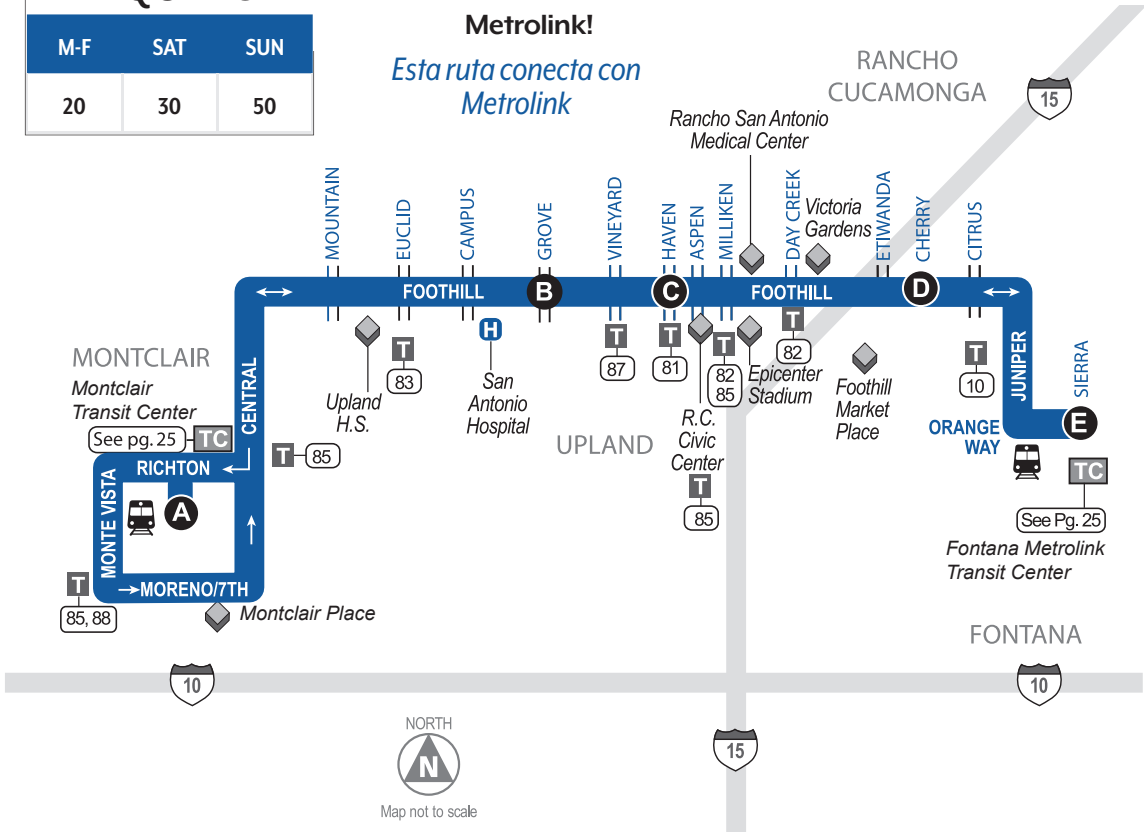 M-F SAT SUN
20 30 50
Metrolink!
Esta ruta conecta con
Metrolink
RANCHO
CUCAMONGA
15
Rancho San Antonio
Medical Center
Victoria
Gardens
MOUNTAIN
EUCLID
CAMPUS
GROVE
VINEYARD
HAVEN
ASPEN
MILLIKEN
DAY CREEK
ETIWANDA
CHERRY
CITRUS
FOOTHILL
B
C
FOOTHILL
D
MONTCLAIR
Montclair
Transit Center
See pg. 25
TC
CENTRAL
RICHTON
A
MONTE VISTA
MORENO/7TH
T
85, 88
Montclair Place
T
85
Upland
H.S.
T
83
H
San
Antonio
Hospital
UPLAND
T
87
T
81
T
82
85
R.C.
Civic
Center
T
85
Epicenter
Stadium
T
82
Foothill
Market
Place
T
10
JUNIPER
SIERRA
ORANGE
WAY
E
TC
See Pg. 25
Fontana Metrolink
Transit Center
FONTANA
10
10
15
NORTH
N
Map not to scale